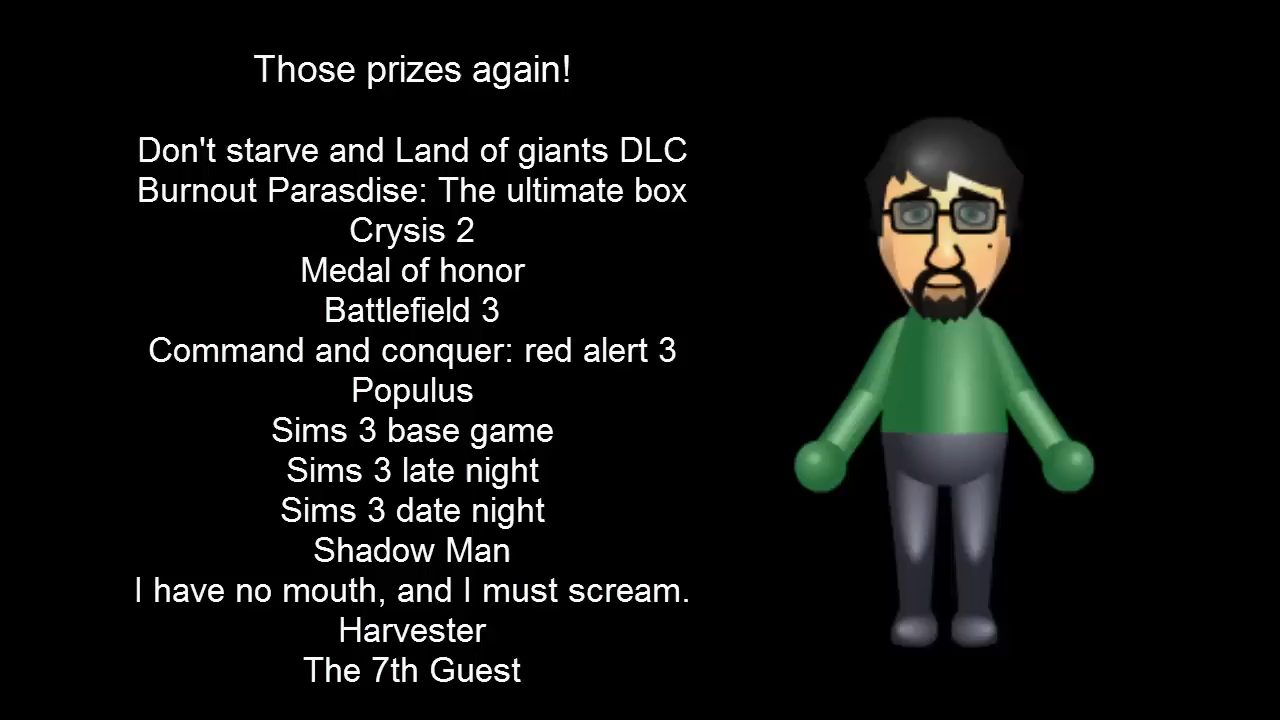 Those prizes again!
Don't starve and Land of giants DLC
Burnout Parasdise: The ultimate box
Crysis 2
Medal of honor
Battlefield 3
Command and conquer: red alert 3
Populus
Sims 3 base game
Sims 3 late night
Sims 3 date night
Shadow Man
I have no mouth, and I must scream.
Harvester
The 7th Guest